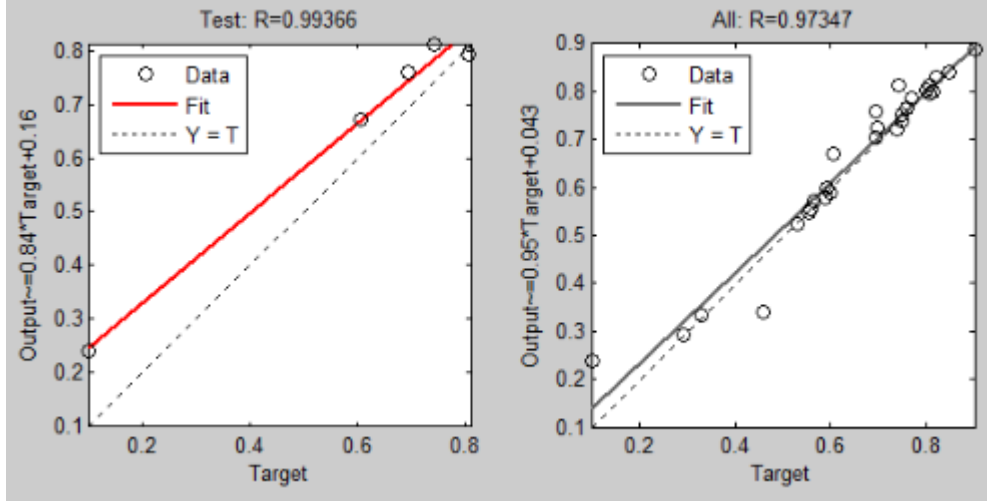 Test: R=0.99366
Output~=0.84*Target+0.16
0.8
0.7
0.6
0.5
0.4
0.3
0.2
0.1
Data
Fit
Y = T
0.2 0.4 0.6 0.8
Target
All: R=0.97347
Output~=0.95*Target+0.043
0.9
0.8
0.7
0.6
0.5
0.4
0.3
0.2
0.1
Data
Fit
Y = T
0.2 0.4 0.6 0.8
Target